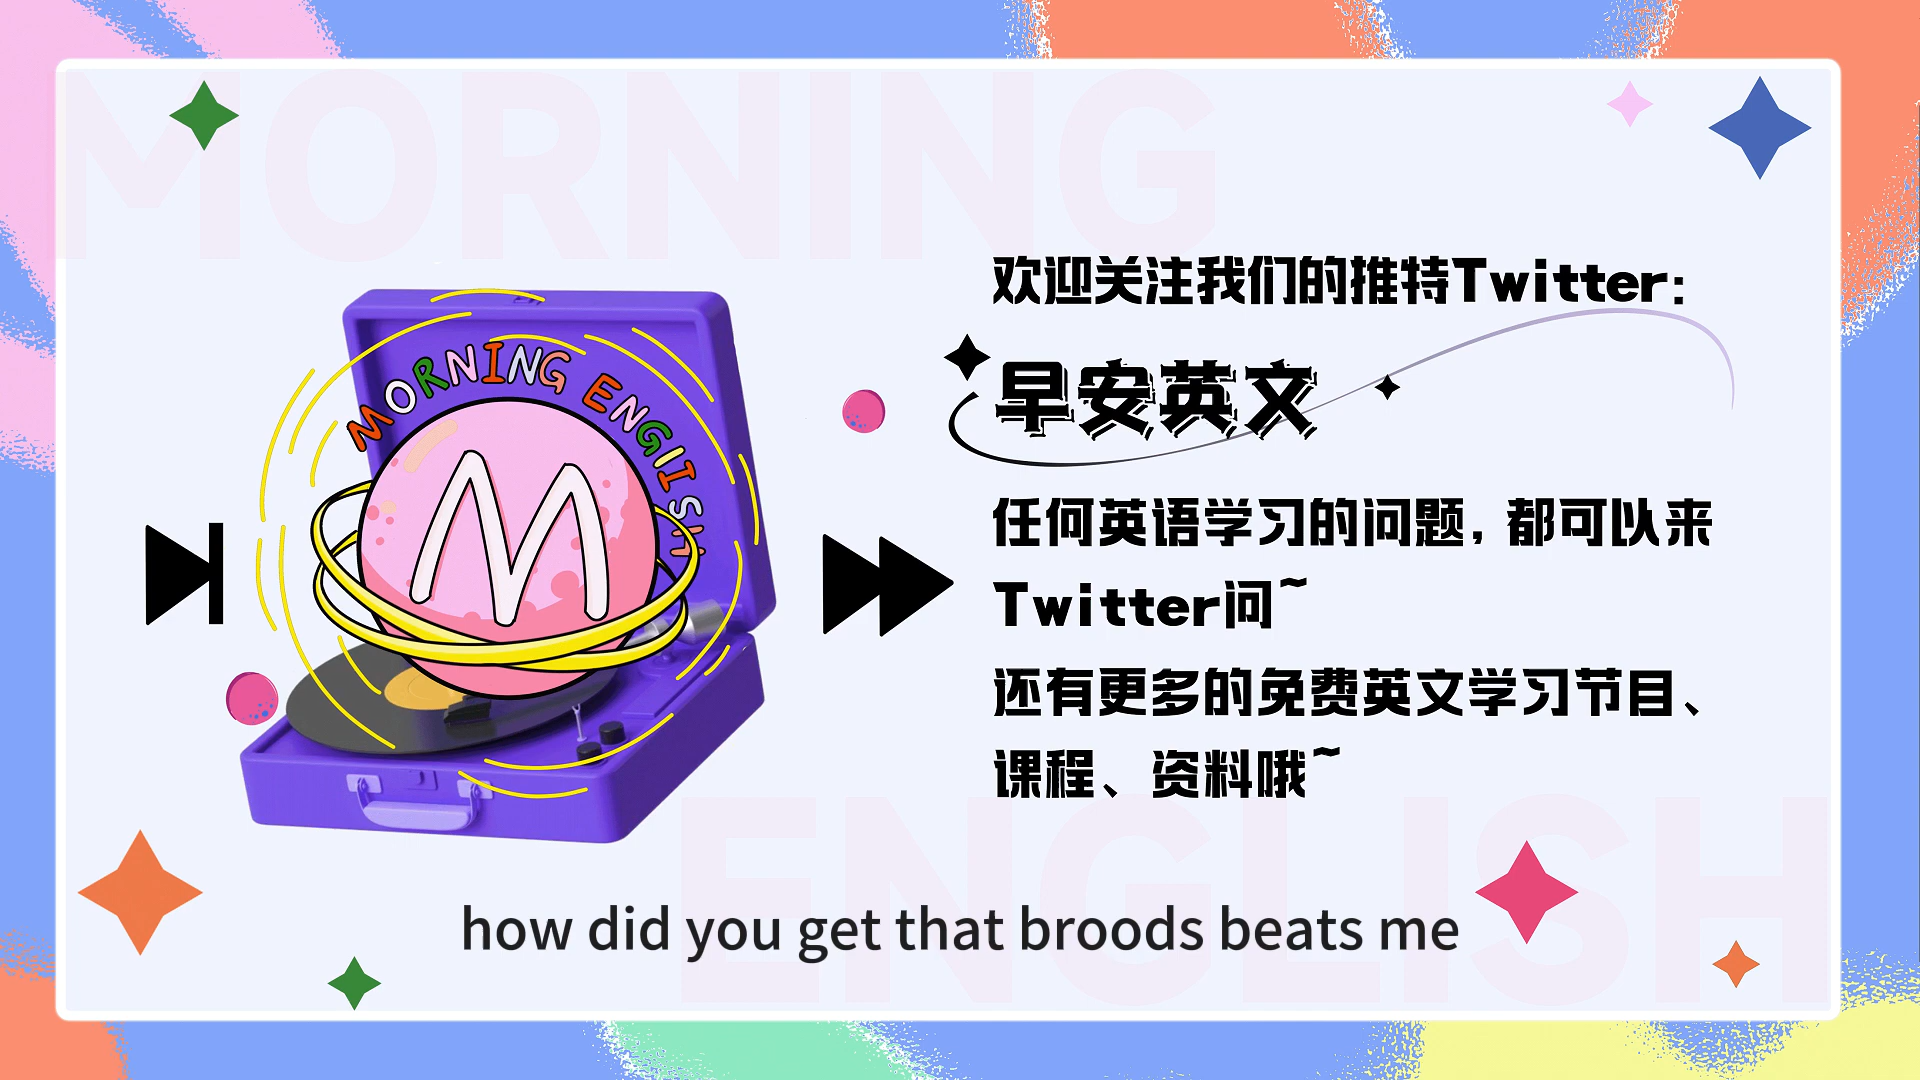 MORNING
欢迎关注我们的推特Twitter:
MORNING ENGLISH
早安英文
M
任何英语学习的问题，都可以来
Twitter问~
还有更多的免费英文学习节目、
课程、资料哦~
ENGLISH
how did you get that broods beats me